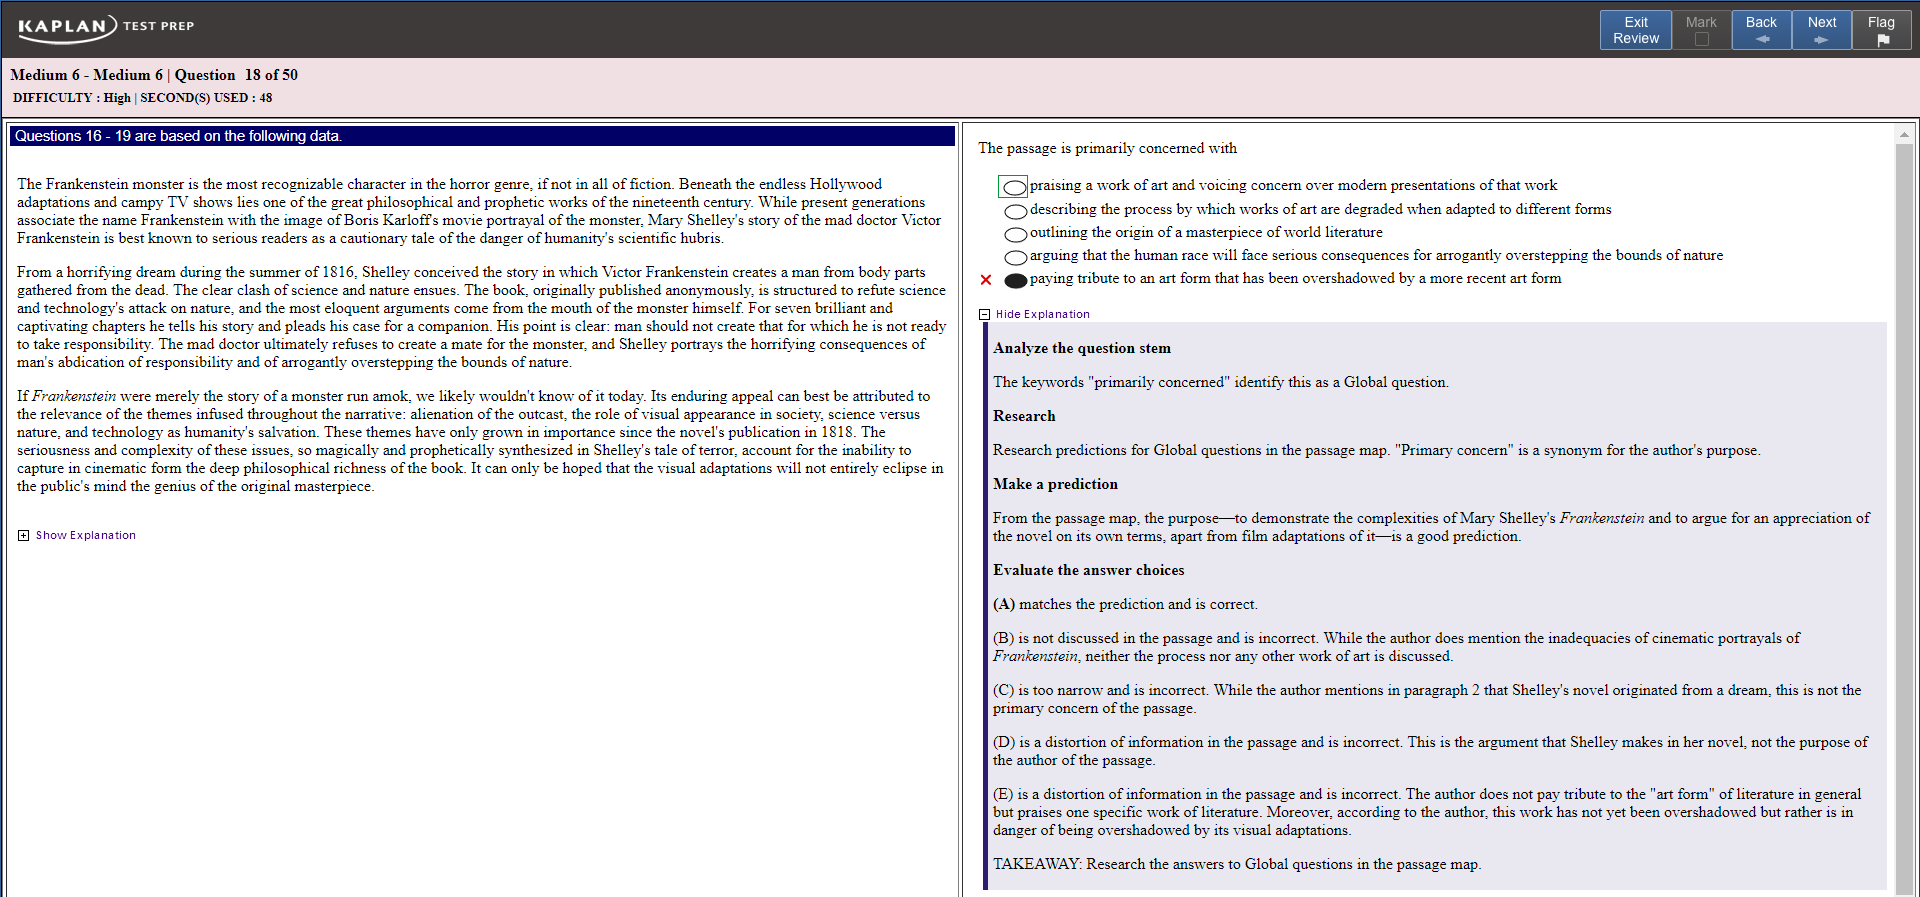 KAPLAN TEST PREP
Exit Review
Mark
Back
Next
Flag
Medium 6 - Medium 6 | Question 18 of 50
DIFFICULTY : High | SECOND(S) USED : 48
Questions 16 - 19 are based on the following data.
The Frankenstein monster is the most recognizable character in the horror genre, if not in all of fiction. Beneath the endless Hollywood
adaptations and campy TV shows lies one of the great philosophical and prophetic works of the nineteenth century. While present generations
associate the name Frankenstein with the image of Boris Karloff's movie portrayal of the monster, Mary Shelley's story of the mad doctor Victor
Frankenstein is best known to serious readers as a cautionary tale of the danger of humanity's scientific hubris.
From a horrifying dream during the summer of 1816, Shelley conceived the story in which Victor Frankenstein creates a man from body parts
gathered from the dead. The clear clash of science and nature ensues. The book, originally published anonymously, is structured to refute science
and technology's attack on nature, and the most eloquent arguments come from the mouth of the monster himself. For seven brilliant and
captivating chapters he tells his story and pleads his case for a companion. His point is clear: man should not create that for which he is not ready
to take responsibility. The mad doctor ultimately refuses to create a mate for the monster, and Shelley portrays the horrifying consequences of
man's abdication of responsibility and of arrogantly overstepping the bounds of nature.
If Frankenstein were merely the story of a monster run amok, we likely wouldn't know of it today. Its enduring appeal can best be attributed to
the relevance of the themes infused throughout the narrative: alienation of the outcast, the role of visual appearance in society, science versus
nature, and technology as humanity's salvation. These themes have only grown in importance since the novel's publication in 1818. The
seriousness and complexity of these issues, so magically and prophetically synthesized in Shelley's tale of terror, account for the inability to
capture in cinematic form the deep philosophical richness of the book. It can only be hoped that the visual adaptations will not entirely eclipse in
the public's mind the genius of the original masterpiece.
Show Explanation
The passage is primarily concerned with
praising a work of art and voicing concern over modern presentations of that work
describing the process by which works of art are degraded when adapted to different forms
outlining the origin of a masterpiece of world literature
arguing that the human race will face serious consequences for arrogantly overstepping the bounds of nature
paying tribute to an art form that has been overshadowed by a more recent art form
Hide Explanation
Analyze the question stem
The keywords "primarily concerned" identify this as a Global question.
Research
Research predictions for Global questions in the passage map. "Primary concern" is a synonym for the author's purpose.
Make a prediction
From the passage map, the purpose—to demonstrate the complexities of Mary Shelley's Frankenstein and to argue for an appreciation of
the novel on its own terms, apart from film adaptations of it—is a good prediction.
Evaluate the answer choices
(A) matches the prediction and is correct.
(B) is not discussed in the passage and is incorrect. While the author does mention the inadequacies of cinematic portrayals of
Frankenstein, neither the process nor any other work of art is discussed.
(C) is too narrow and is incorrect. While the author mentions in paragraph 2 that Shelley's novel originated from a dream, this is not the
primary concern of the passage.
(D) is a distortion of information in the passage and is incorrect. This is the argument that Shelley makes in her novel, not the purpose of
the author of the passage.
(E) is a distortion of information in the passage and is incorrect. The author does not pay tribute to the "art form" of literature in general
but praises one specific work of literature. Moreover, according to the author, this work has not yet been overshadowed but rather is in
danger of being overshadowed by its visual adaptations.
TAKEAWAY: Research the answers to Global questions in the passage map.